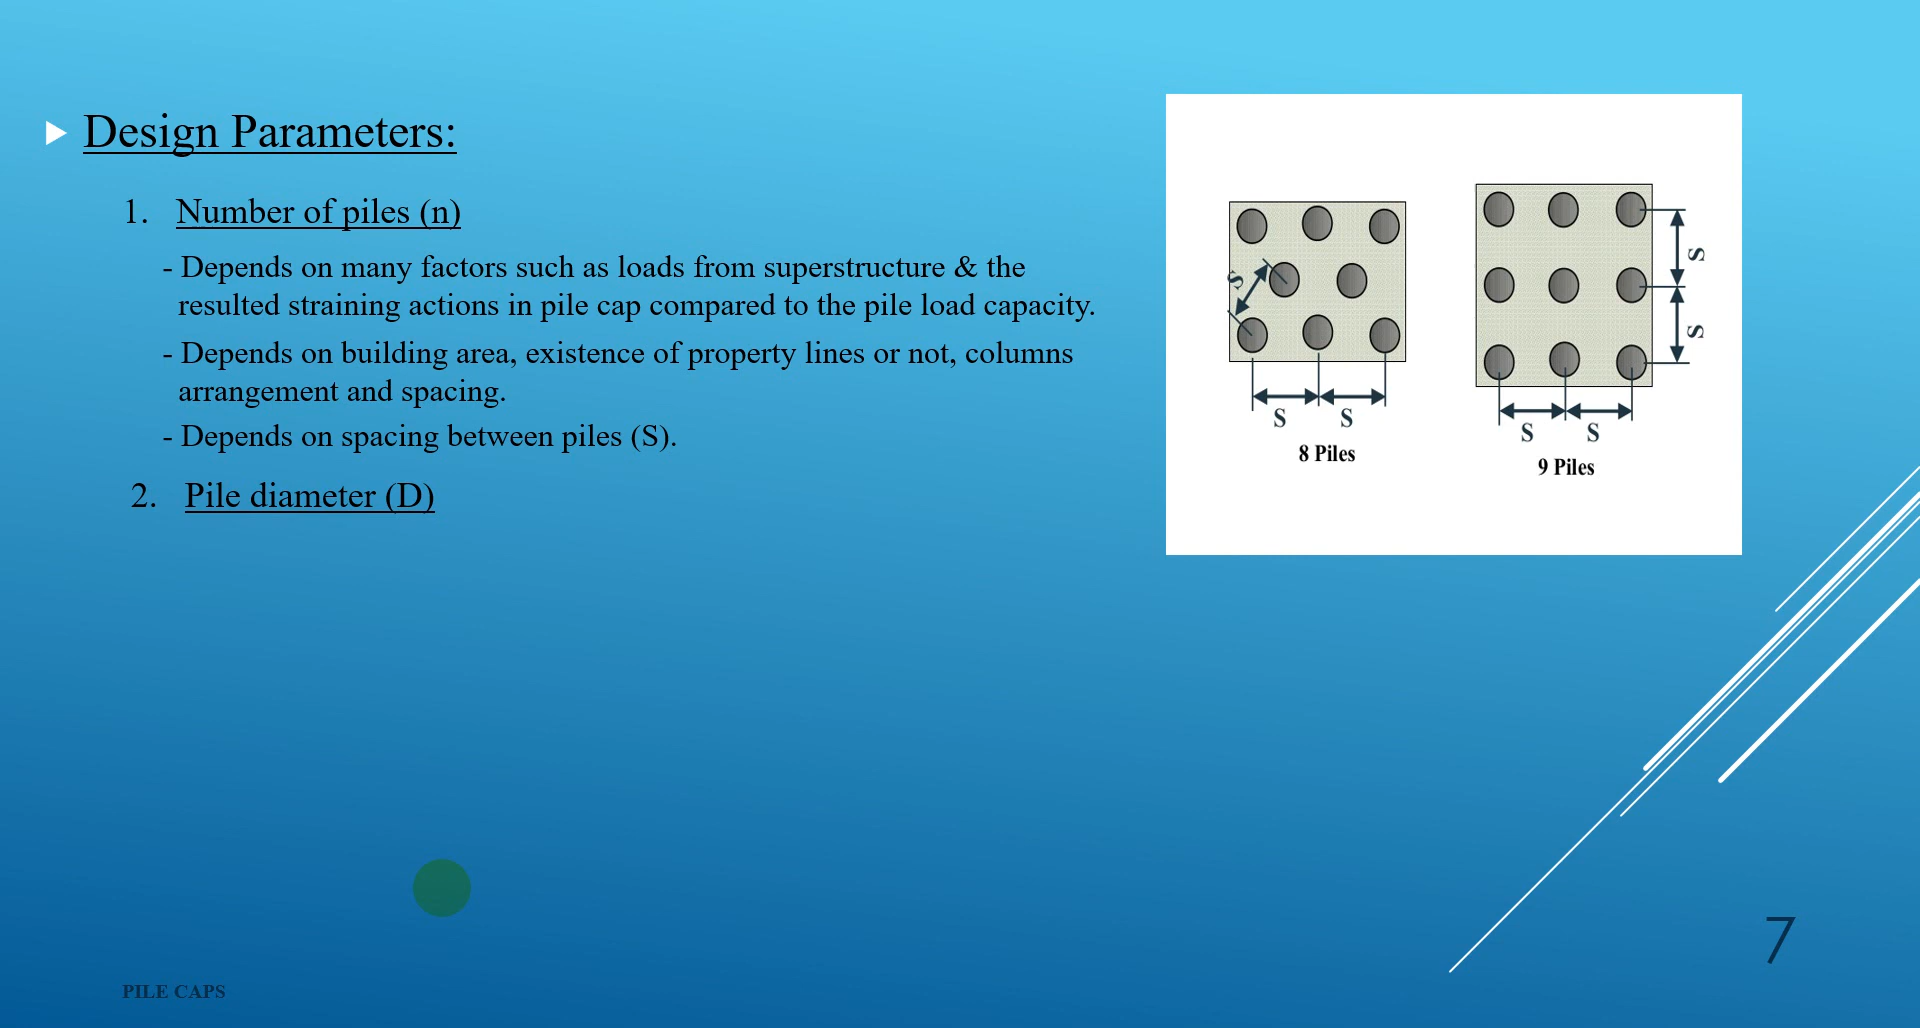 Design Parameters:
1. Number of piles (n)
- Depends on many factors such as loads from superstructure & the
resulted straining actions in pile cap compared to the pile load capacity.
- Depends on building area, existence of property lines or not, columns
arrangement and spacing.
- Depends on spacing between piles (S).
2. Pile diameter (D)
S
S S
8 Piles
S
S
S S
9 Piles
7
PILE CAPS